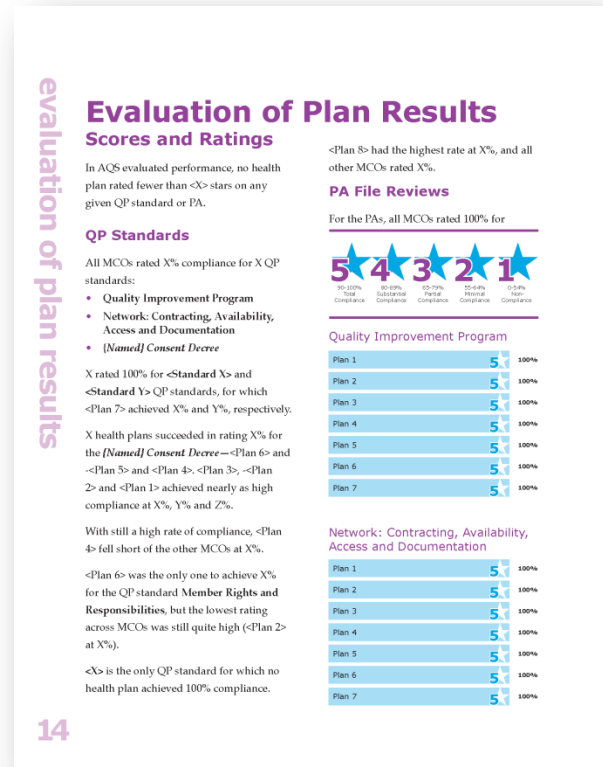 evaluation of plan results
Evaluation of Plan Results
Scores and Ratings
In AQS evaluated performance, no health
plan rated fewer than <X> stars on any
given QP standard or PA.
QP Standards
All MCOs rated X% compliance for X QP
standards:
• Quality Improvement Program
• Network: Contracting, Availability,
Access and Documentation
• [Named] Consent Decree
X rated 100% for <Standard X> and
<Standard Y> QP standards, for which
<Plan 7> achieved X% and Y%, respectively.
X health plans succeeded in rating X% for
the [Named] Consent Decree—<Plan 6> and
-<Plan 5> and <Plan 4>. <Plan 3>, -<Plan
2> and <Plan 1> achieved nearly as high
compliance at X%, Y% and Z%.
With still a high rate of compliance, <Plan
4> fell short of the other MCOs at X%.
<Plan 6> was the only one to achieve X%
for the QP standard Member Rights and
Responsibilities, but the lowest rating
across MCOs was still quite high (<Plan 2>
at X%).
<X> is the only QP standard for which no
health plan achieved 100% compliance.
<Plan 8> had the highest rate at X%, and all
other MCOs rated X%.
PA File Reviews
For the PAs, all MCOs rated 100% for
5 4 3 2 1
90-100% 80-89% 65-79% 55-64% 0-54%
Total Substantial Partial Minimal Non-
Compliance Compliance Compliance Compliance Compliance
Quality Improvement Program
Plan 1 5 100%
Plan 2 5 100%
Plan 3 5 100%
Plan 4 5 100%
Plan 5 5 100%
Plan 6 5 100%
Plan 7 5 100%
Network: Contracting, Availability,
Access and Documentation
Plan 1 5 100%
Plan 2 5 100%
Plan 3 5 100%
Plan 4 5 100%
Plan 5 5 100%
Plan 6 5 100%
Plan 7 5 100%
14